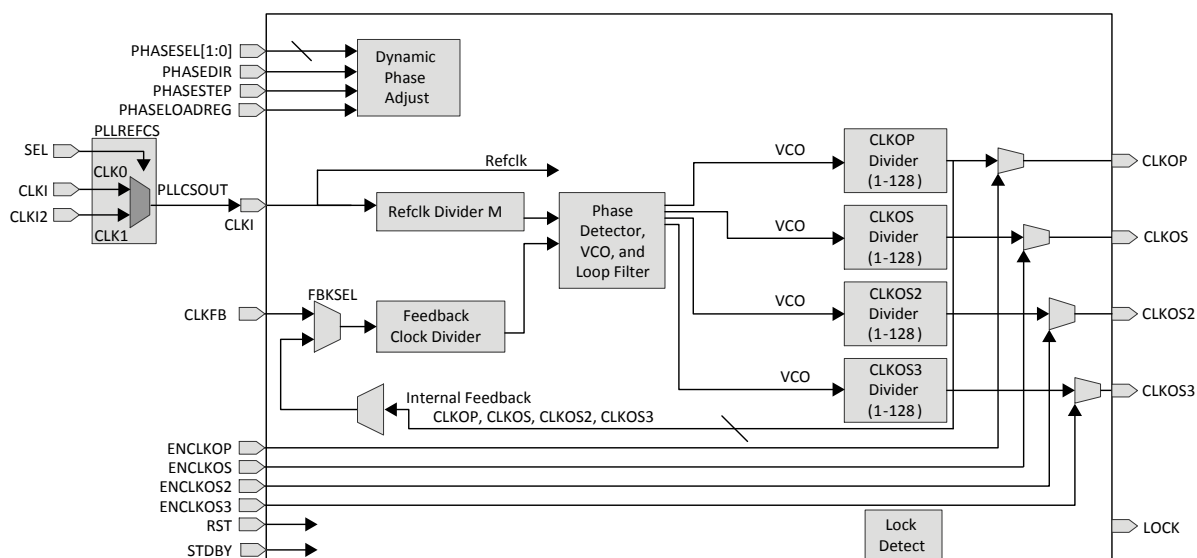 PHASESEL[1:0]
PHASEDIR
PHASESTEP
PHASELOADREG
Dynamic
Phase
Adjust
PLLREFCS
SEL
CLK0
CLKI
PLLCSOUT
CLKI2
CLK1
CLKI
Refclk
Refclk Divider M
Phase
Detector,
VCO, and
Loop Filter
VCO
CLKOP
Divider
(1-128)
CLKOP
VCO
CLKOS
Divider
(1-128)
CLKOS
FBKSEL
CLKFB
Feedback
Clock Divider
VCO
CLKOS2
Divider
(1-128)
CLKOS2
VCO
CLKOS3
Divider
(1-128)
CLKOS3
Internal Feedback
CLKOP, CLKOS, CLKOS2, CLKOS3
ENCLKOP
ENCLKOS
ENCLKOS2
ENCLKOS3
RST
STDBY
Lock
Detect
LOCK